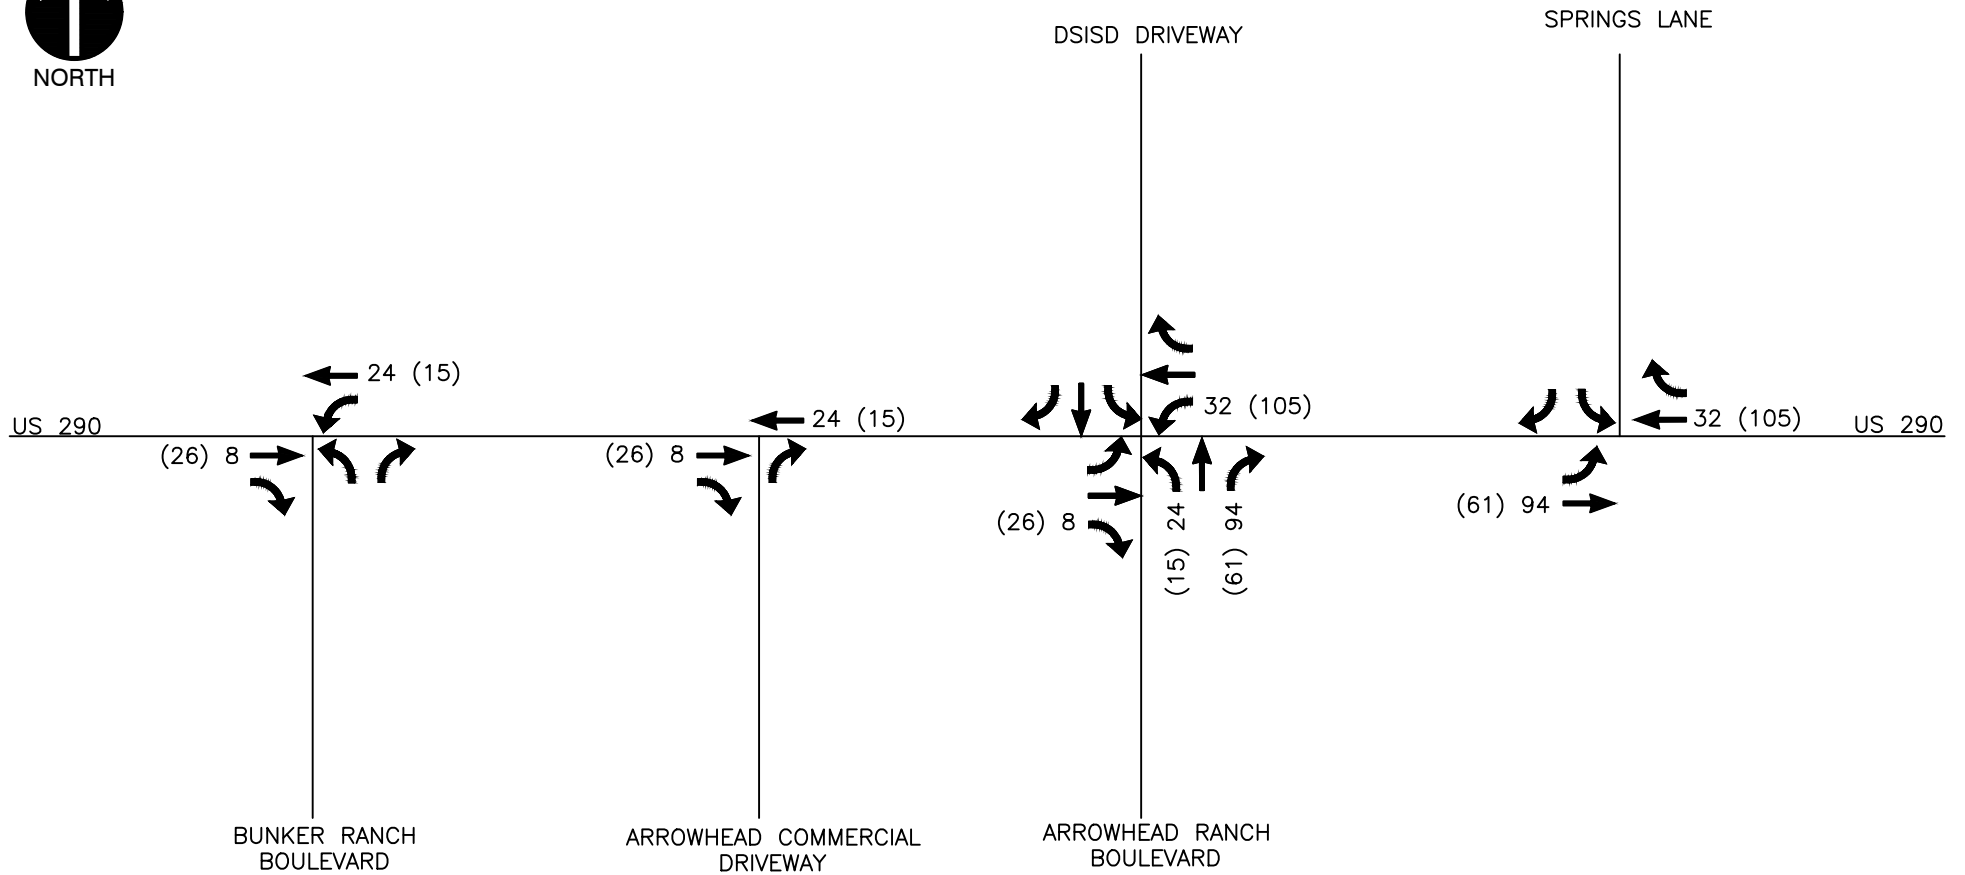 SPRINGS LANE
DSISD DRIVEWAY
NORTH
24 (15)
24 (15)
32 (105)
32 (105)
US 290
US 290
(26) 8
(26) 8
(26) 8
(15) 24
(61) 94
(61) 94
BUNKER RANCH
BOULEVARD
ARROWHEAD COMMERCIAL
DRIVEWAY
ARROWHEAD RANCH
BOULEVARD